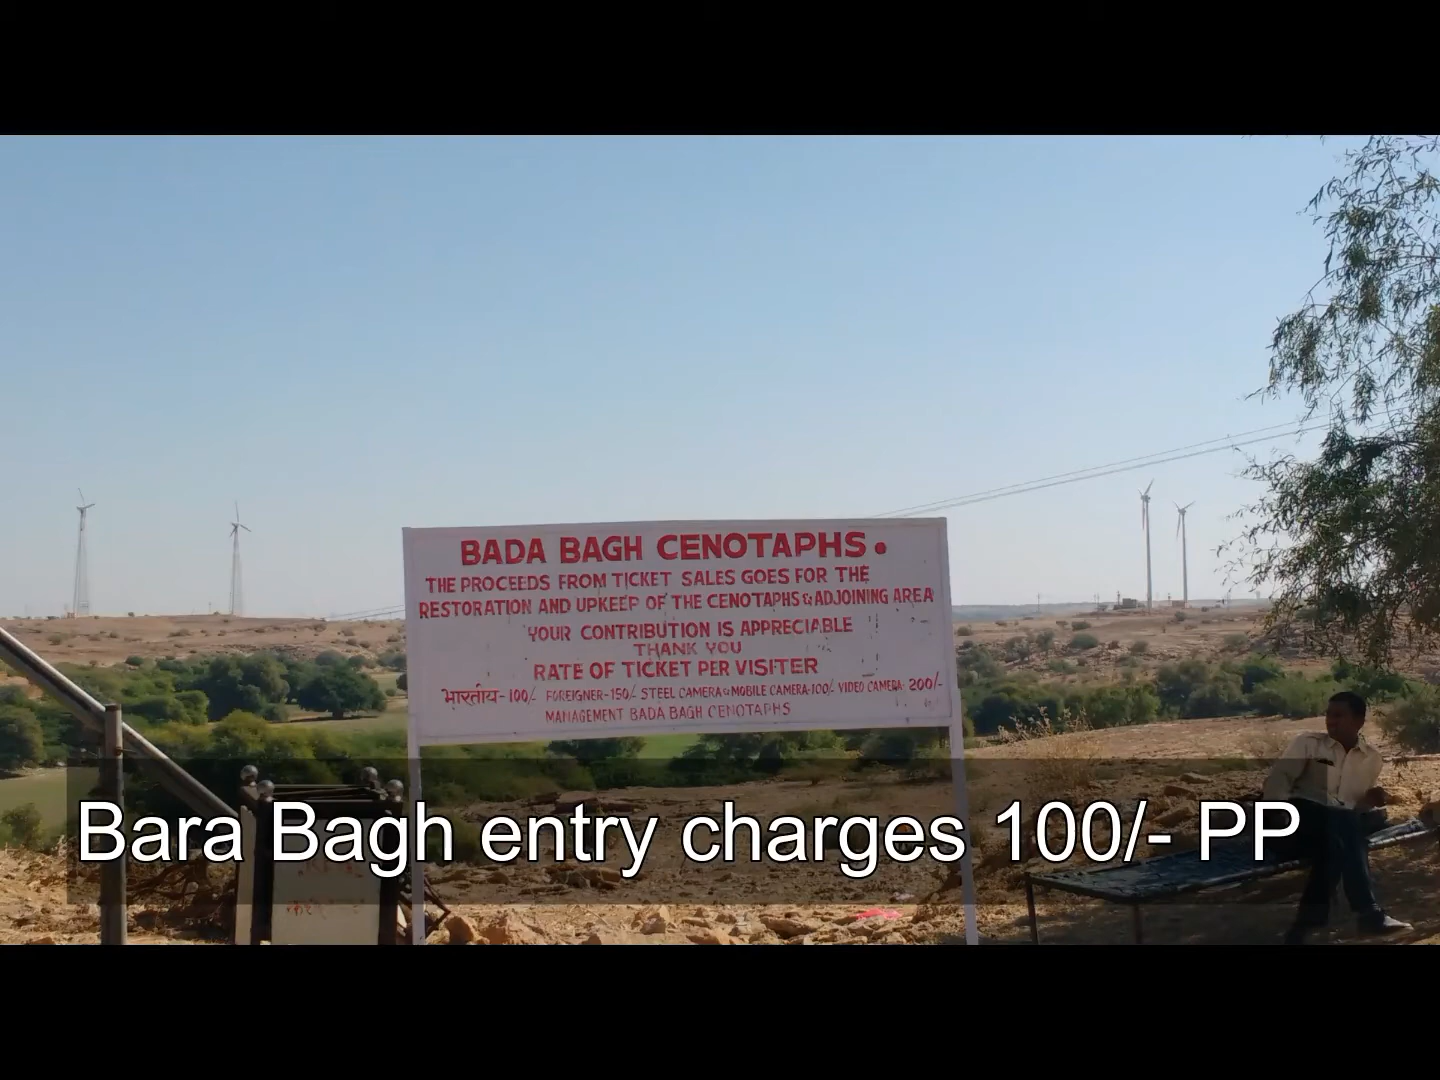 BADA BAGH CENOTAPHS.
THE PROCEEDS FROM TICKET SALES GOES FOR THE
RESTORATION AND UPKEEP OF THE CENOTAPHS & ADJOINING AREA
YOUR CONTRIBUTION IS APPRECIABLE
THANK YOU
RATE OF TICKET PER VISITER
भारतीय-100/- FOREIGNER-150/- STEEL CAMERA & MOBILE CAMERA-100/- VIDEO CAMERA- 200/-
MANAGEMENT BADA BAGH CENOTAPHS
Bara Bagh entry charges 100/- PP